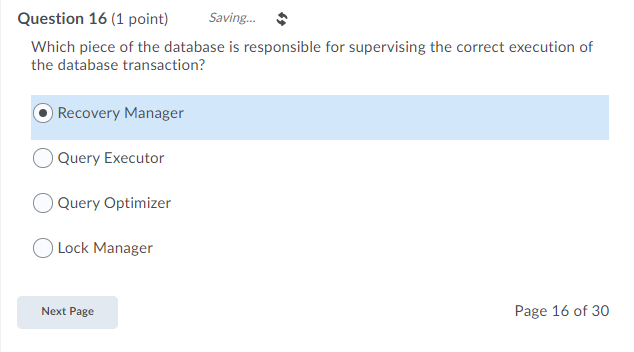 Question 16 (1 point) Saving...
Which piece of the database is responsible for supervising the correct execution of
the database transaction?
Recovery Manager
Query Executor
Query Optimizer
Lock Manager
Next Page Page 16 of 30